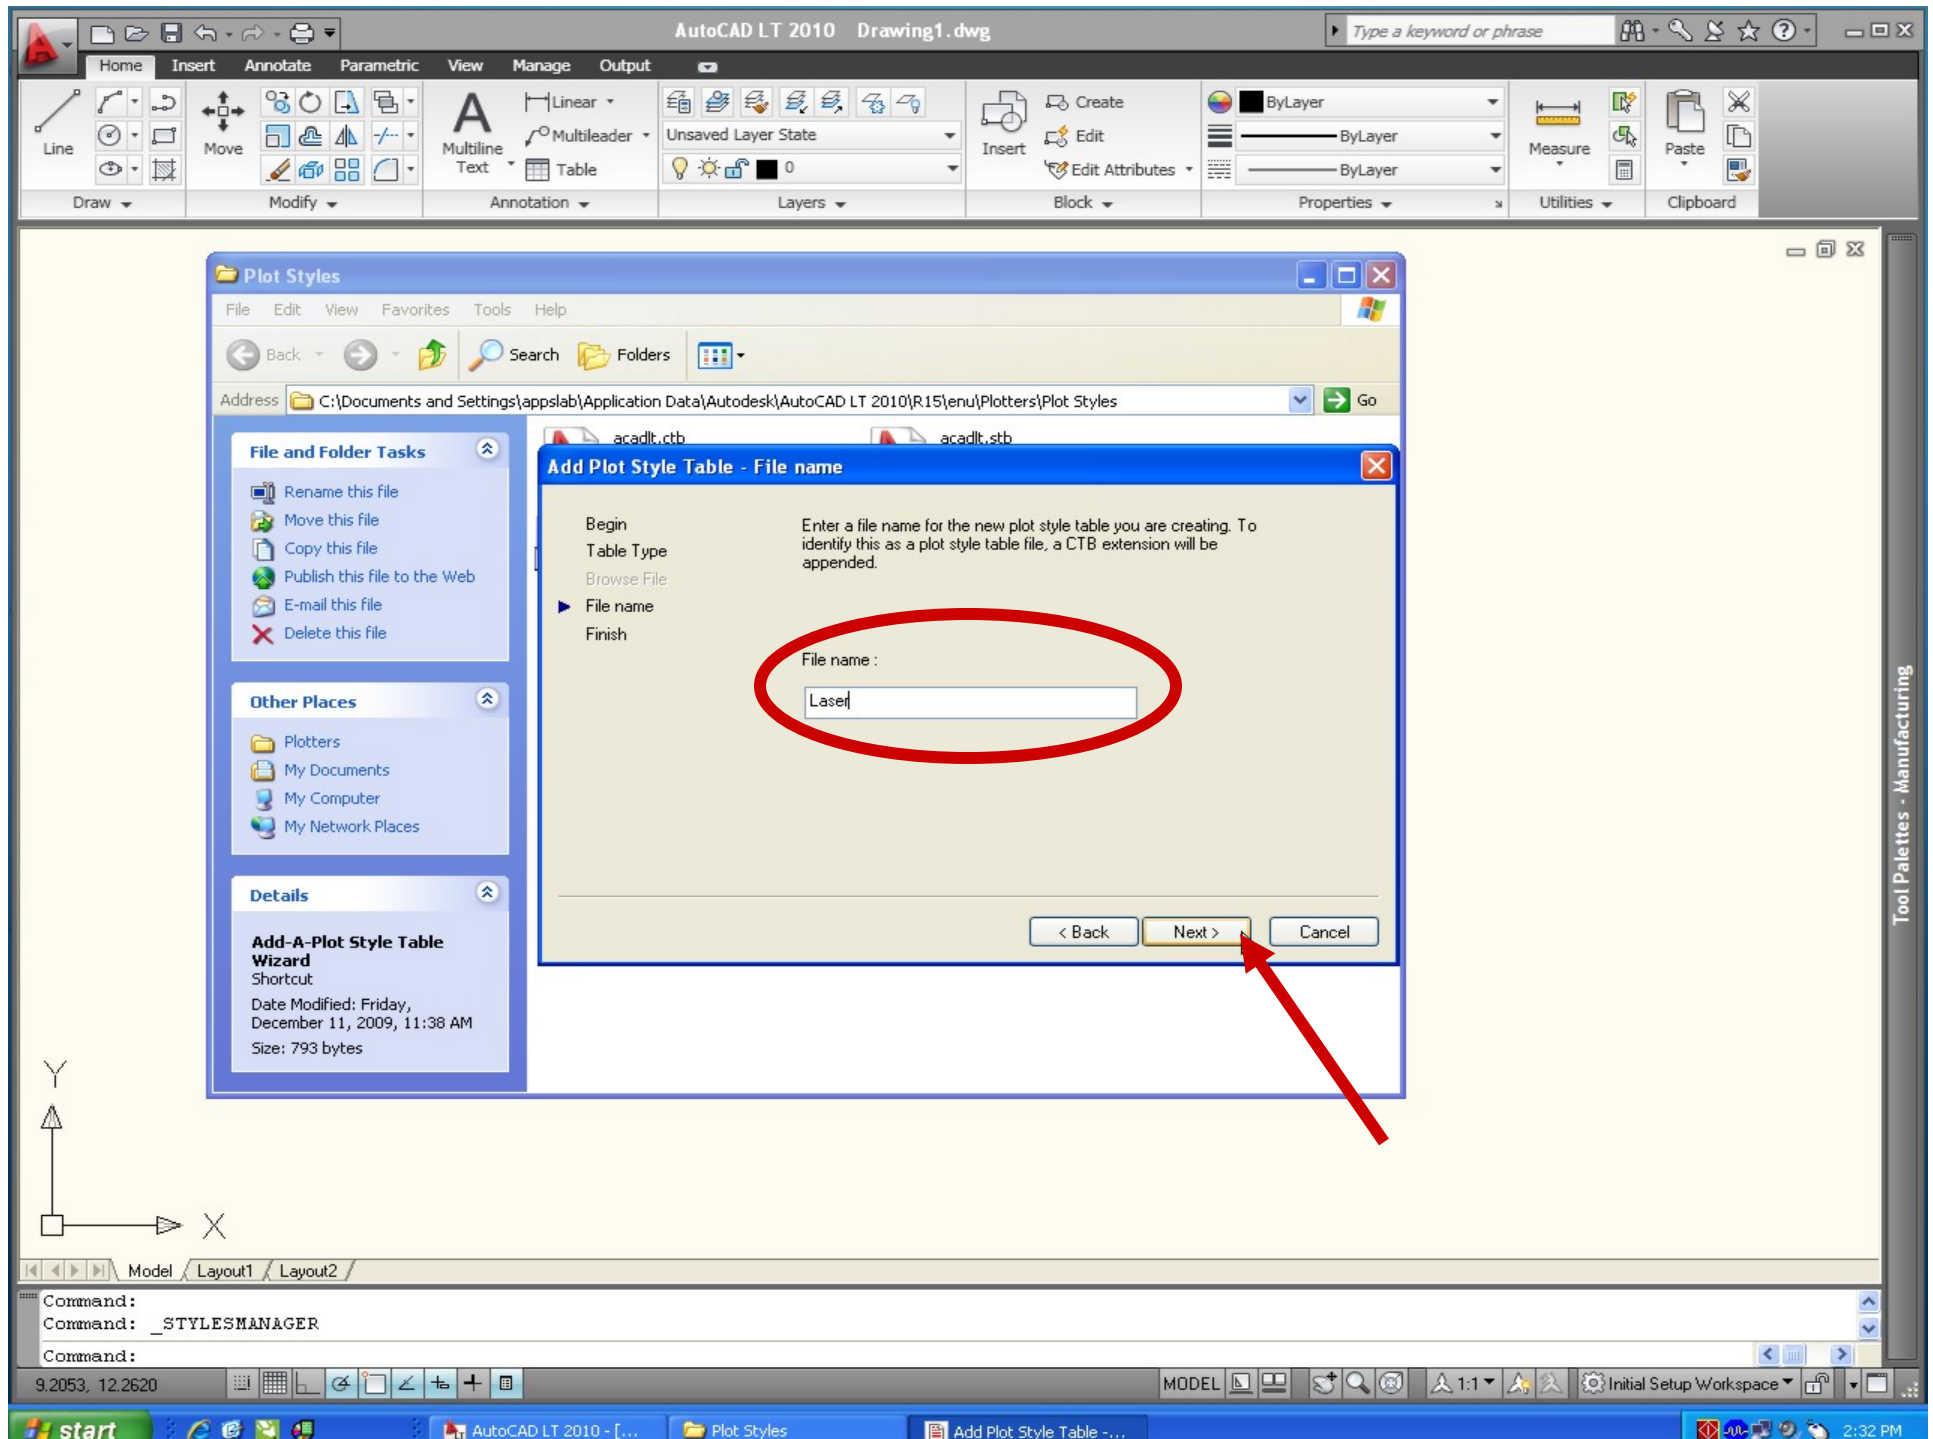 AutoCAD LT 2010 Drawing1.dwg
Type a keyword or phrase
Home Insert Annotate Parametric View Manage Output
Line
Move
A
Multiline
Text
Linear
Multileader
Table
Unsaved Layer State
0
Insert
Create
Edit
Edit Attributes
ByLayer
ByLayer
ByLayer
Measure
Paste
Draw
Modify
Annotation
Layers
Block
Properties
Utilities
Clipboard
Plot Styles
File Edit View Favorites Tools Help
Back
Search
Folders
Address C:\Documents and Settings\appslab\Application Data\Autodesk\AutoCAD LT 2010\R15\enu\Plotters\Plot Styles
Go
acadlt.ctb
acadlt.stb
File and Folder Tasks
Rename this file
Move this file
Copy this file
Publish this file to the Web
E-mail this file
Delete this file
Other Places
Plotters
My Documents
My Computer
My Network Places
Details
Add-A-Plot Style Table
Wizard
Shortcut
Date Modified: Friday,
December 11, 2009, 11:38 AM
Size: 793 bytes
Add Plot Style Table - File name
Begin
Table Type
Browse File
File name
Finish
Enter a file name for the new plot style table you are creating. To
identify this as a plot style table file, a CTB extension will be
appended.
File name :
Laser
< Back
Next >
Cancel
Tool Palettes - Manufacturing
Y
X
Model Layout1 Layout2
Command:
Command: _STYLESMANAGER
Command:
9.2053, 12.2620
MODEL
1:1
Initial Setup Workspace
start
AutoCAD LT 2010 - [...
Plot Styles
Add Plot Style Table -...
2:32 PM